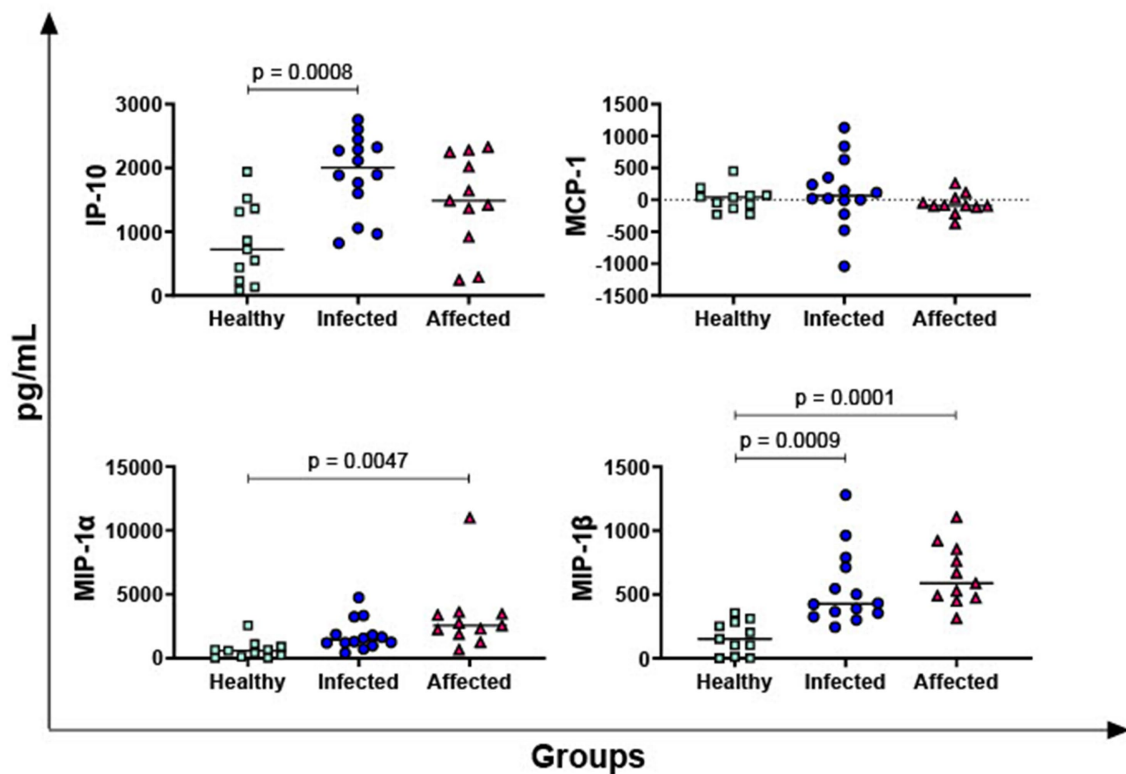 p = 0.0008
IP-10
3000
2000
1000
0
Healthy Infected Affected
MCP-1
1500
1000
500
0
-500
-1000
-1500
Healthy Infected Affected
pg/mL
p = 0.0047
MIP-1α
15000
10000
5000
0
Healthy Infected Affected
p = 0.0001
p = 0.0009
MIP-1β
1500
1000
500
0
Healthy Infected Affected
Groups